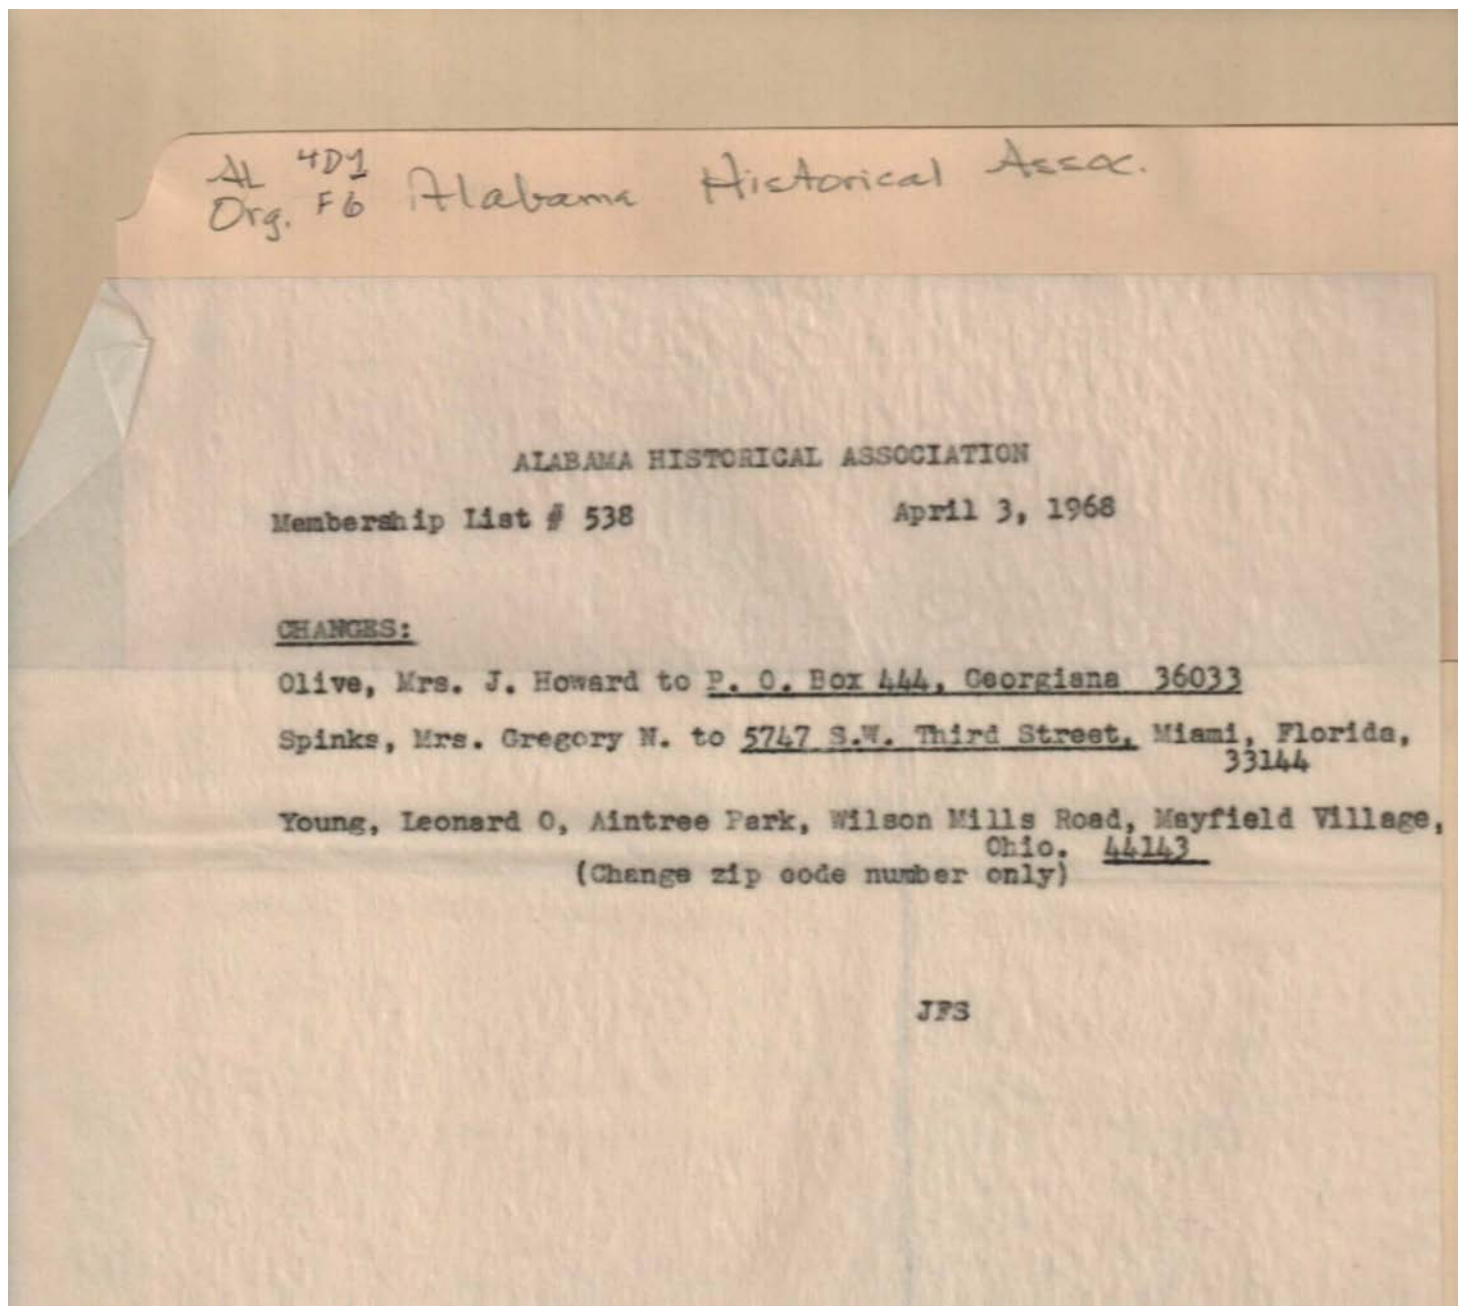 AL 4D1
Org. F6 Alabama Historical Assoc.
ALABAMA HISTORICAL ASSOCIATION
Membership List # 538 April 3, 1968
CHANGES:
Olive, Mrs. J. Howard to P. O. Box 444, Georgiana 36033
Spinks, Mrs. Gregory N. to 5747 S.W. Third Street, Miami, Florida,
33144
Young, Leonard O, Aintree Park, Wilson Mills Road, Mayfield Village,
Ohio. 44143
(Change zip code number only)
JFS